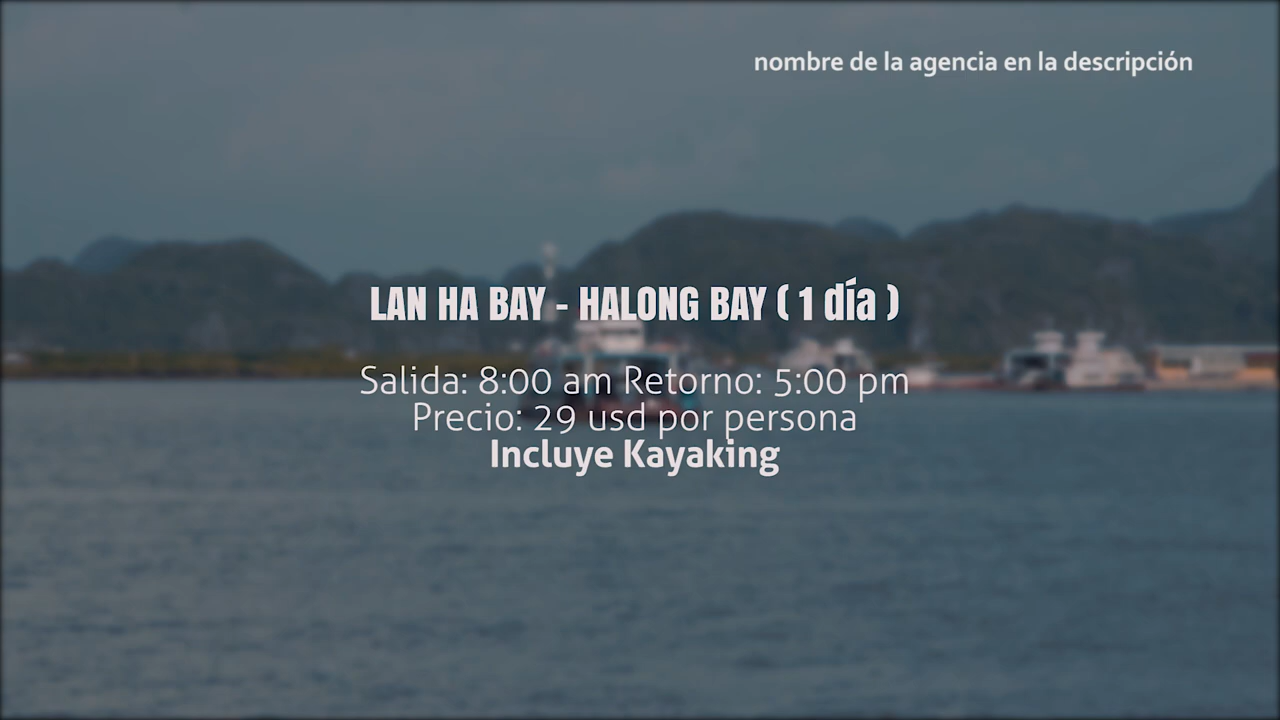 nombre de la agencia en la descripción
LAN HA BAY - HALONG BAY ( 1 día )
Salida: 8:00 am Retorno: 5:00 pm
Precio: 29 usd por persona
Incluye Kayaking